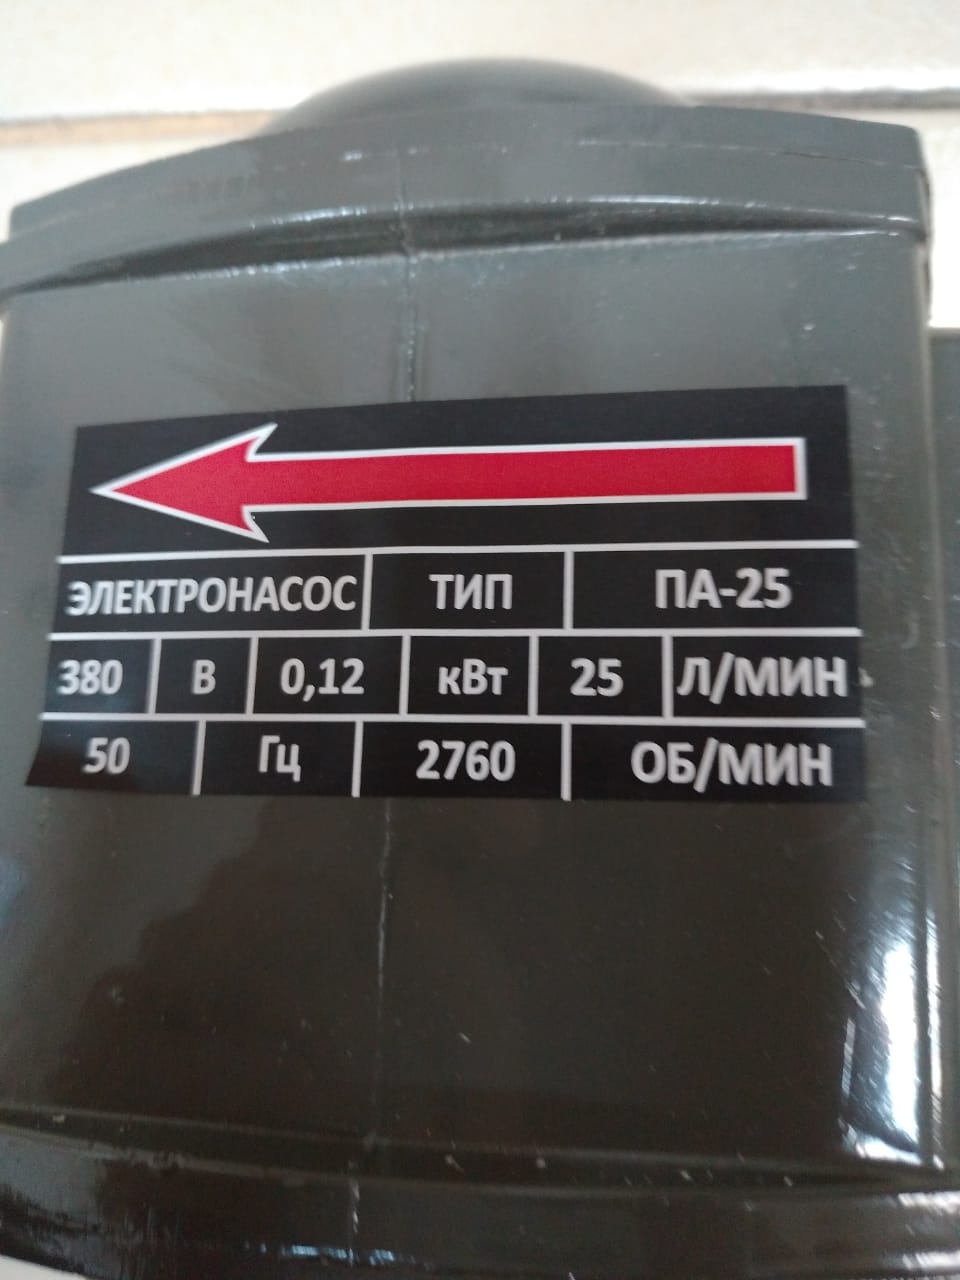 ЭЛЕКТРОНАСОС ТИП ПА-25
380 В 0,12 кВт 25 Л/МИН
50 Гц 2760 ОБ/МИН